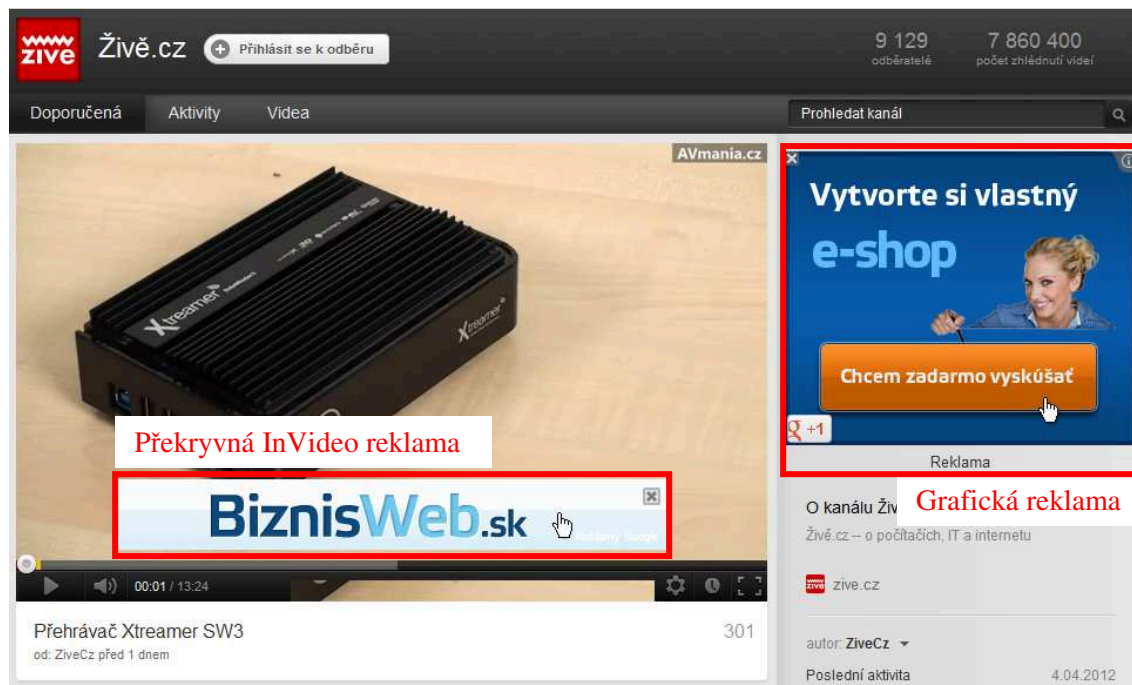 zive
Živě.cz
Přihlásit se k odběru
9 129
odběratelé
7 860 400
počet zhlédnutí videí
Doporučená
Aktivity
Videa
Prohledat kanál
AVmania.cz
Xtreamer
Xtreamer
Překryvná InVideo reklama
BiznisWeb.sk
Reklamy Google
00:01 / 13:24
Přehrávač Xtreamer SW3
301
od: ZiveCz před 1 dnem
Vytvorte si vlastný
e-shop
Chcem zadarmo vyskúšať
g +1
Reklama
Grafická reklama
O kanálu Živ
Živě.cz – o počítačích, IT a internetu
zive zive.cz
autor: ZiveCz
Poslední aktivita
4.04.2012